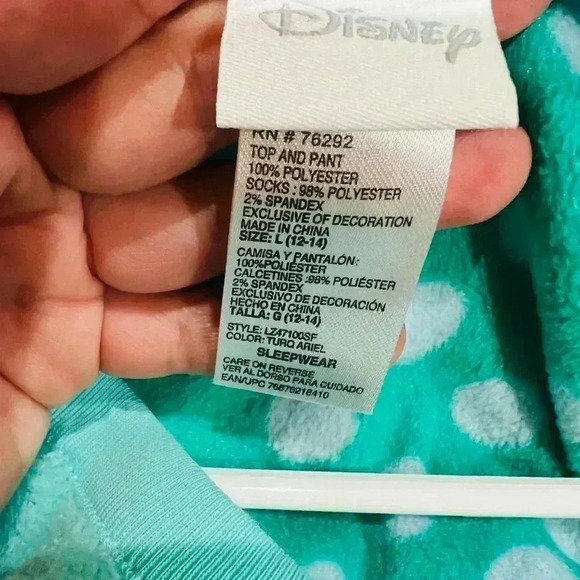 Disney
RN # 76292
TOP AND PANT
100% POLYESTER
SOCKS : 98% POLYESTER
2% SPANDEX
EXCLUSIVE OF DECORATION
MADE IN CHINA
SIZE: L (12-14)
CAMISA Y PANTALÓN:
100%POLIÉSTER
CALCETINES :98% POLIÉSTER
2% SPANDEX
EXCLUSIVO DE DECORACIÓN
HECHO EN CHINA
TALLA: G (12-14)
STYLE: LZ47100SF
COLOR: TURQ ARIEL
SLEEPWEAR
CARE ON REVERSE
VER AL DORSO PARA CUIDADO
EAN/UPC 76676218410